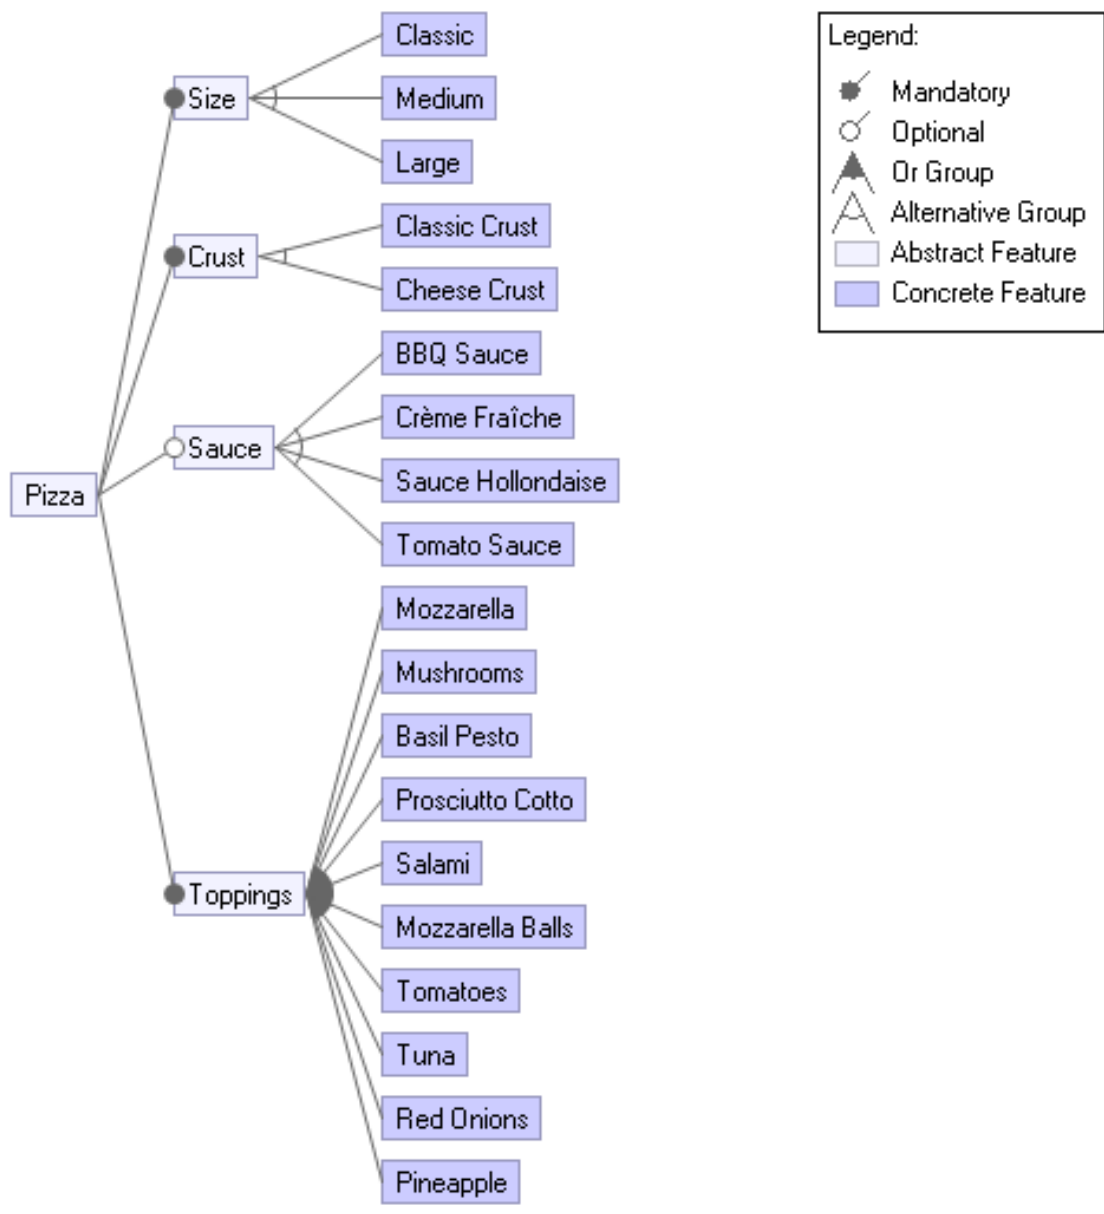 Classic
Size
Medium
Large
Classic Crust
Crust
Cheese Crust
BBQ Sauce
Crème Fraîche
Sauce
Sauce Hollondaise
Pizza
Tomato Sauce
Mozzarella
Mushrooms
Basil Pesto
Prosciutto Cotto
Salami
Toppings
Mozzarella Balls
Tomatoes
Tuna
Red Onions
Pineapple
Legend:
Mandatory
Optional
Or Group
Alternative Group
Abstract Feature
Concrete Feature